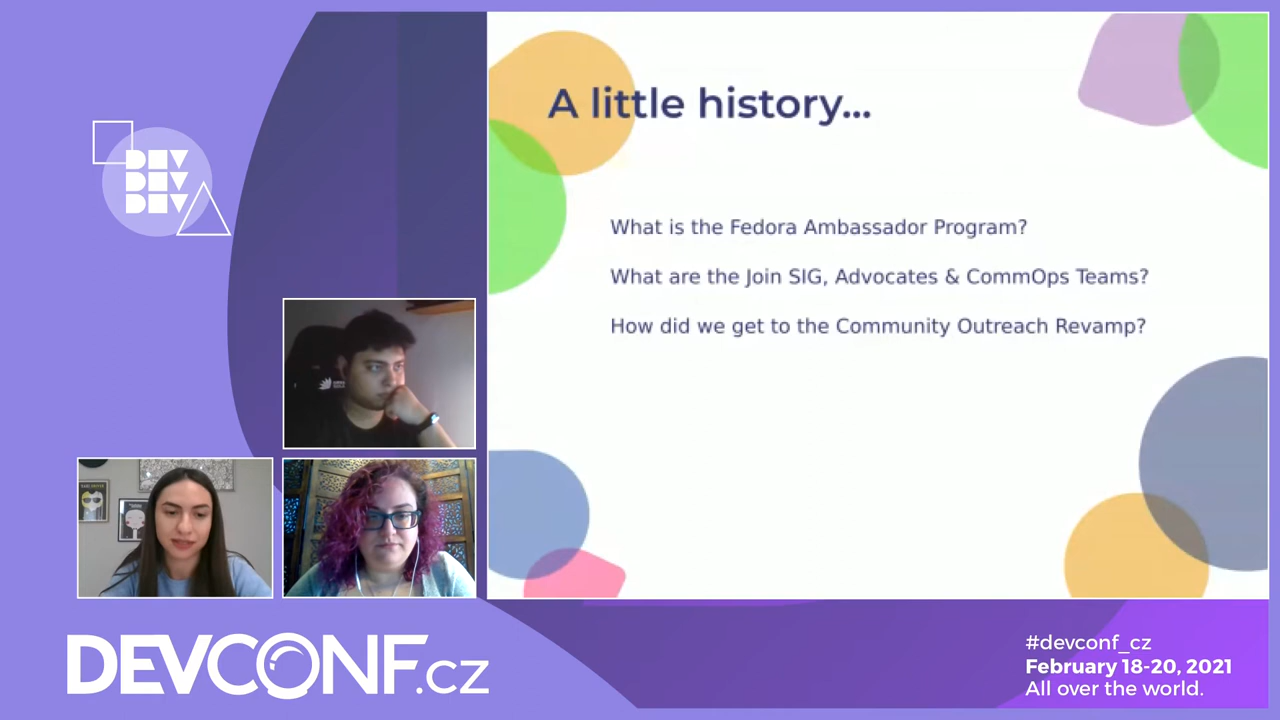 DEV
DEV
DEV
A little history...
What is the Fedora Ambassador Program?
What are the Join SIG, Advocates & CommOps Teams?
How did we get to the Community Outreach Revamp?
DEVCONF.cz
#devconf_cz
February 18-20, 2021
All over the world.